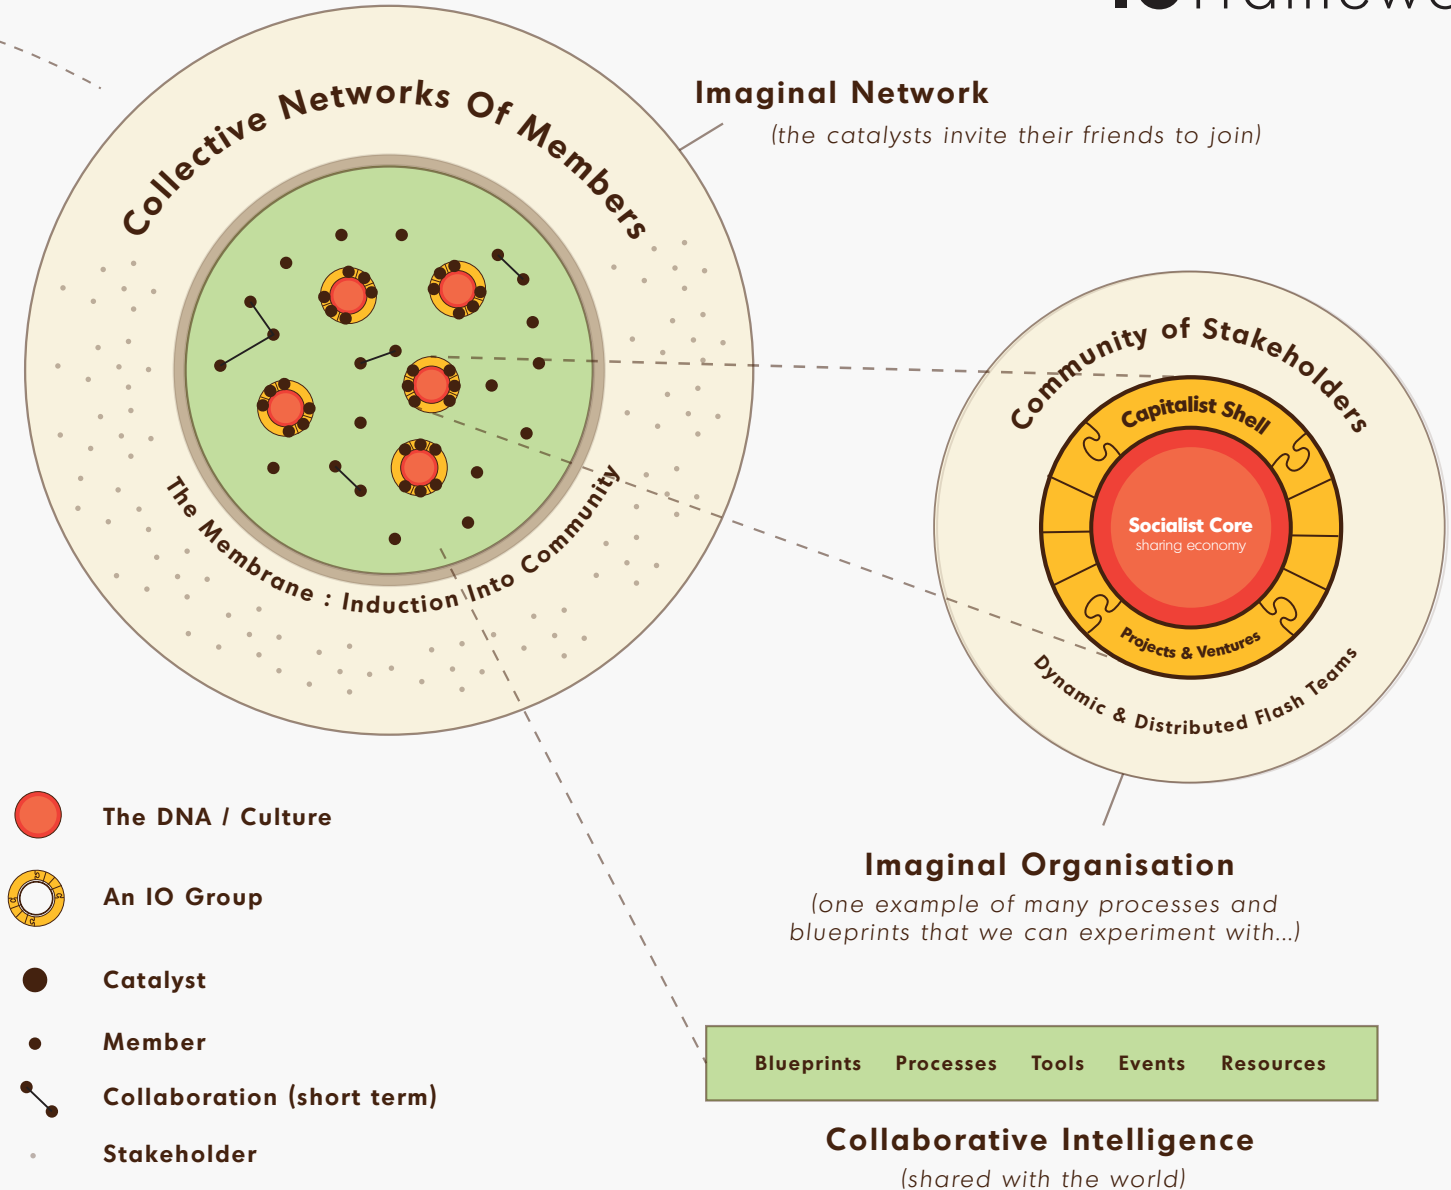 Collective Networks Of Members
The Membrane : Induction Into Community
Imaginal Network
(the catalysts invite their friends to join)
Community of Stakeholders
Capitalist Shell
Socialist Core
sharing economy
Projects & Ventures
Dynamic & Distributed Flash Teams
The DNA / Culture
An IO Group
Catalyst
Member
Collaboration (short term)
Stakeholder
Imaginal Organisation
(one example of many processes and
blueprints that we can experiment with...)
Blueprints Processes Tools Events Resources
Collaborative Intelligence
(shared with the world)